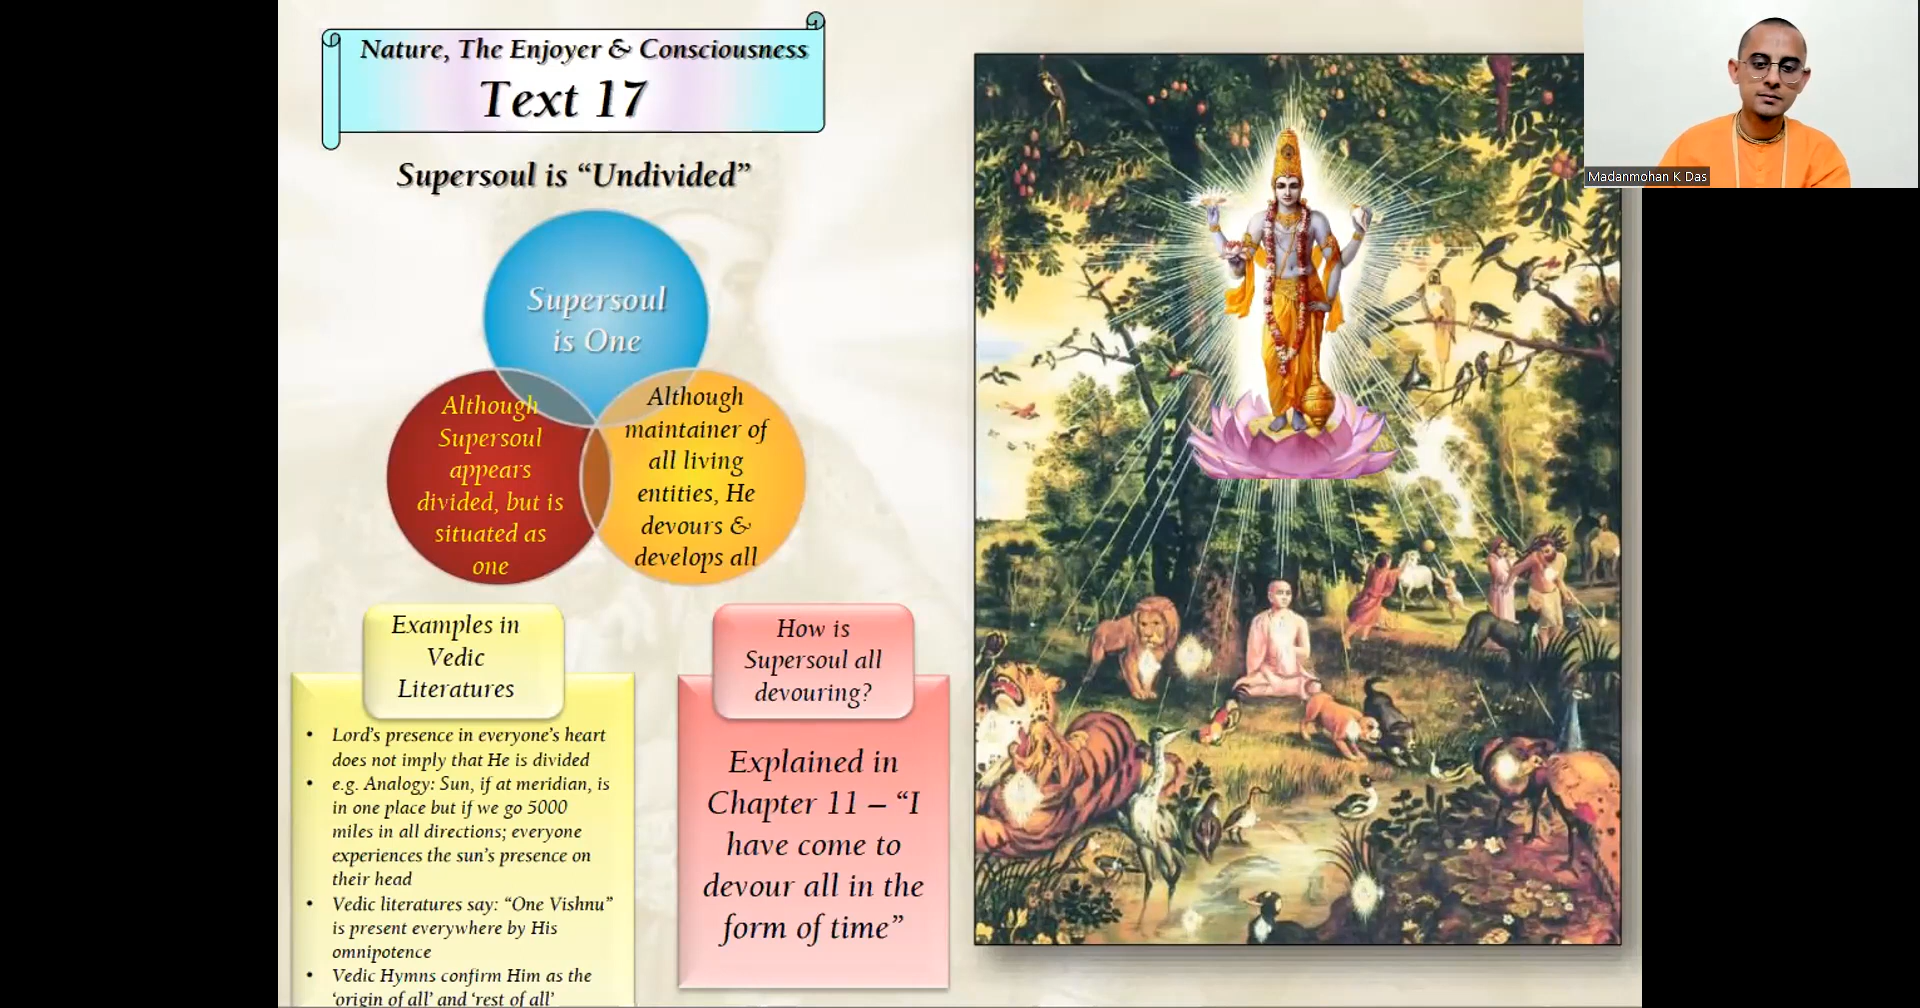 Nature, The Enjoyer & Consciousness
Text 17
Supersoul is “Undivided”
Supersoul
is One
Although
Supersoul
appears
divided, but is
situated as
one
Although
maintainer of
all living
entities, He
devours &
develops all
Examples in
Vedic
Literatures
• Lord’s presence in everyone’s heart
does not imply that He is divided
• e.g. Analogy: Sun, if at meridian, is
in one place but if we go 5000
miles in all directions; everyone
experiences the sun’s presence on
their head
• Vedic literatures say: “One Vishnu”
is present everywhere by His
omnipotence
• Vedic Hymns confirm Him as the
‘origin of all’ and ‘rest of all’
How is
Supersoul all
devouring?
Explained in
Chapter 11 – “I
have come to
devour all in the
form of time”
Madanmohan K Das